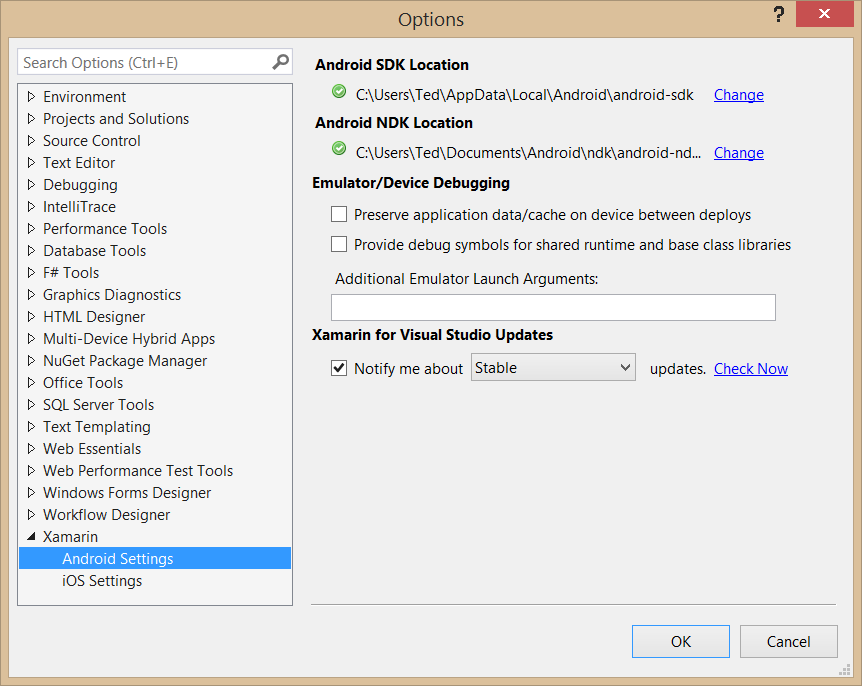 Options
?
Search Options (Ctrl+E)
Environment
Projects and Solutions
Source Control
Text Editor
Debugging
IntelliTrace
Performance Tools
Database Tools
F# Tools
Graphics Diagnostics
HTML Designer
Multi-Device Hybrid Apps
NuGet Package Manager
Office Tools
SQL Server Tools
Text Templating
Web Essentials
Web Performance Test Tools
Windows Forms Designer
Workflow Designer
Xamarin
Android Settings
iOS Settings
Android SDK Location
C:\Users\Ted\AppData\Local\Android\android-sdk Change
Android NDK Location
C:\Users\Ted\Documents\Android\ndk\android-nd... Change
Emulator/Device Debugging
Preserve application data/cache on device between deploys
Provide debug symbols for shared runtime and base class libraries
Additional Emulator Launch Arguments:
Xamarin for Visual Studio Updates
Notify me about Stable updates. Check Now
OK Cancel